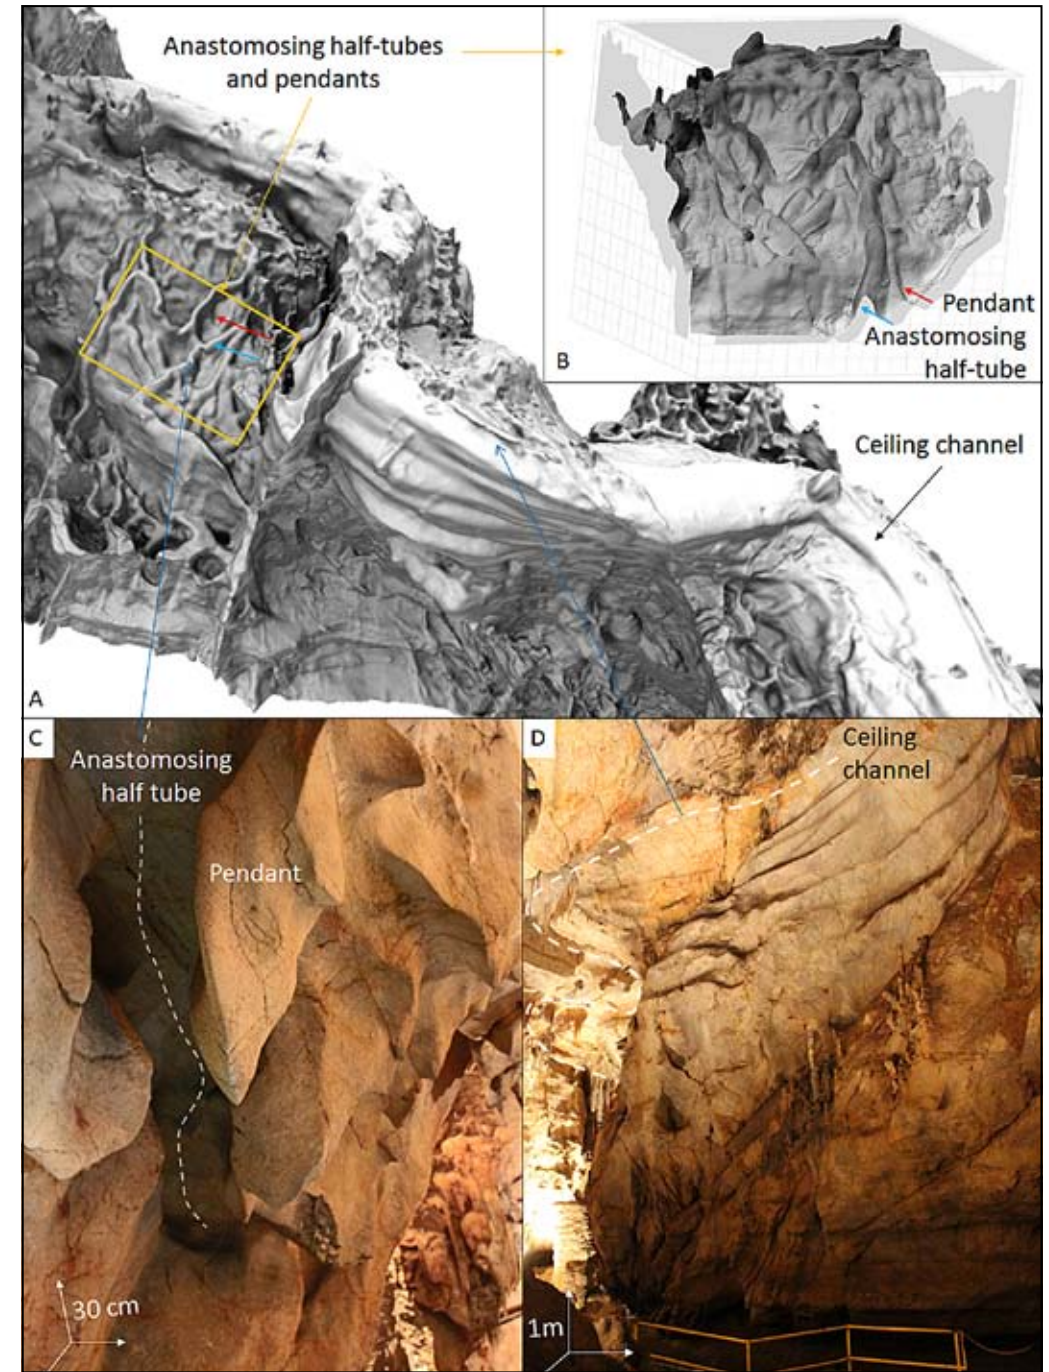 Anastomosing half-tubes
and pendants
A
B
Pendant
Anastomosing
half-tube
Ceiling channel
C
Anastomosing
half tube
Pendant
30 cm
D
Ceiling
channel
1m